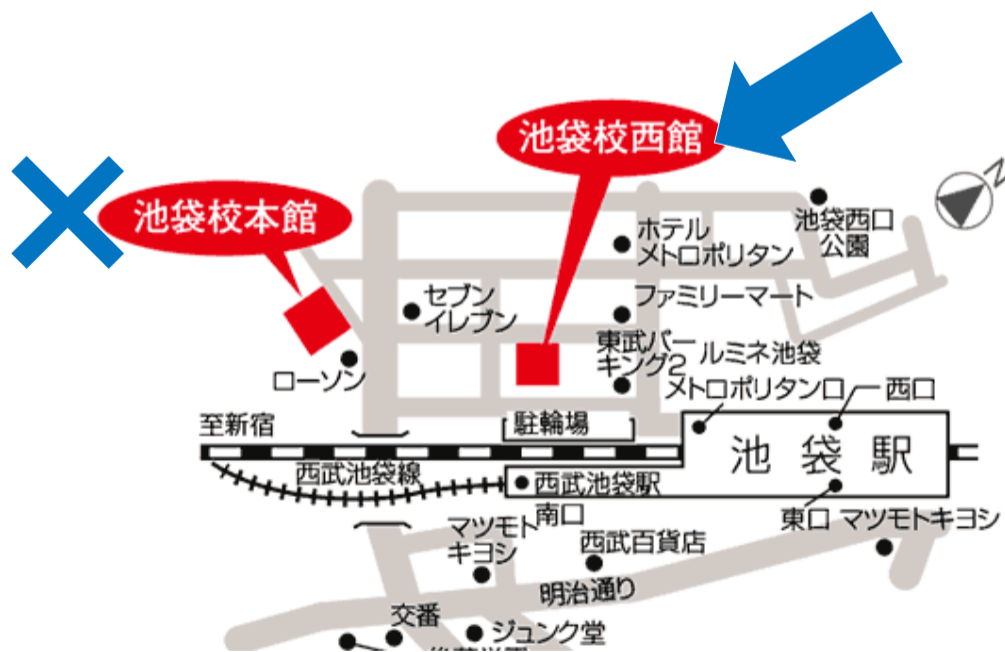 池袋校西館
池袋校本館
N
池袋西口
公園
ホテル
メトロポリタン
セブン
イレブン
ファミリーマート
東武パー
キング2
ルミネ池袋
ローソン
メトロポリタン口
西口
至新宿
駐輪場
池袋駅
西武池袋線
西武池袋駅
南口
東口
マツモトキヨシ
マツモト
キヨシ
西武百貨店
明治通り
交番
ジュンク堂